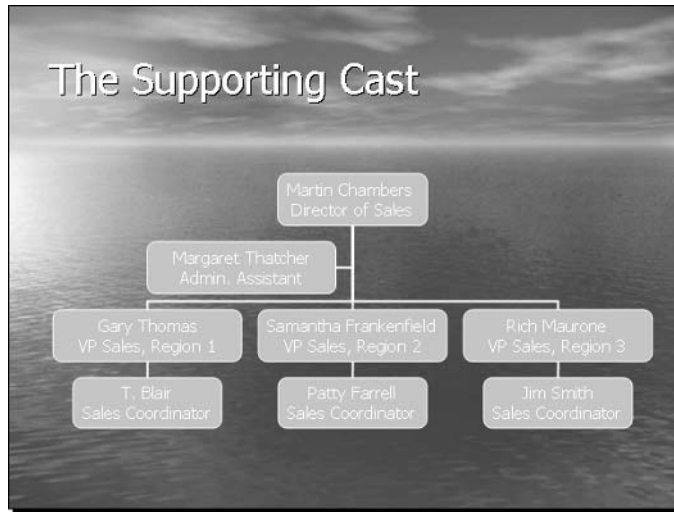 The Supporting Cast
Martin Chambers
Director of Sales
Margaret Thatcher
Admin. Assistant
Gary Thomas
VP Sales, Region 1
Samantha Frankenfield
VP Sales, Region 2
Rich Maurone
VP Sales, Region 3
T. Blair
Sales Coordinator
Patty Farrell
Sales Coordinator
Jim Smith
Sales Coordinator